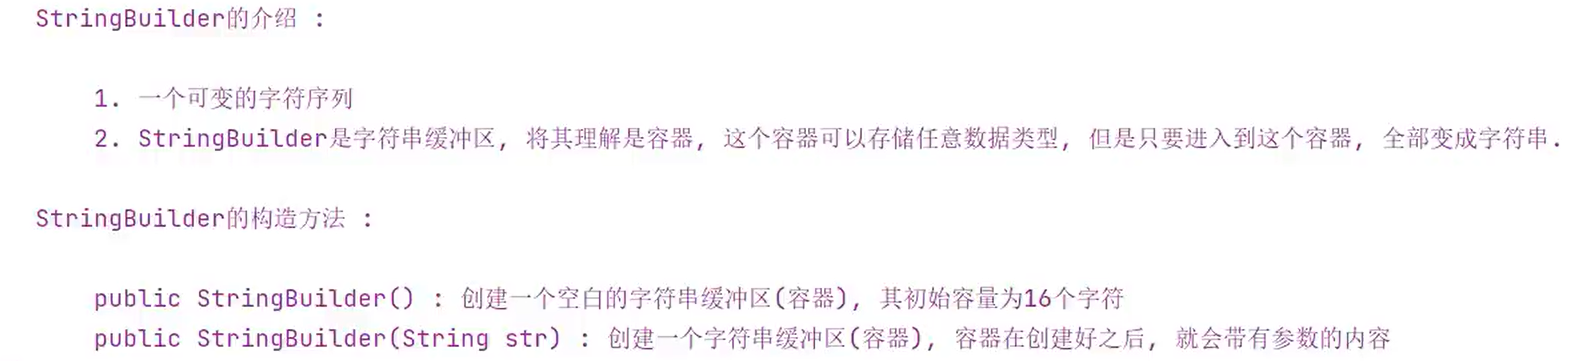 StringBuilder的介绍 :
1. 一个可变的字符序列
2. StringBuilder是字符串缓冲区, 将其理解是容器, 这个容器可以存储任意数据类型, 但是只要进入到这个容器, 全部变成字符串.
StringBuilder的构造方法 :
public StringBuilder() : 创建一个空白的字符串缓冲区(容器), 其初始容量为16个字符
public StringBuilder(String str) : 创建一个字符串缓冲区(容器), 容器在创建好之后, 就会带有参数的内容